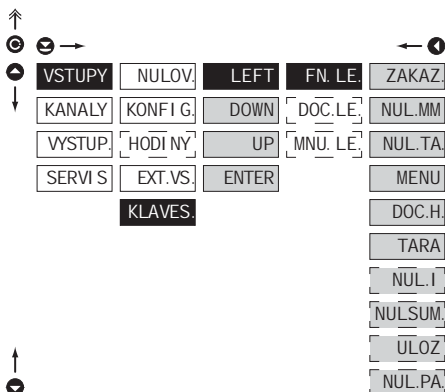 VSTUPY NULOV. LEFT FN. LE. ZAKAZ.
KANALY KONFIG. DOWN DOC.LE. NUL.MM
VYSTUP. HODINY UP MNU. LE. NUL.TA.
SERVIS EXT.VS. ENTER MENU
KLAVES. DOC.H.
TARA
NUL.I
NULSUM.
ULOZ
NUL.PA.